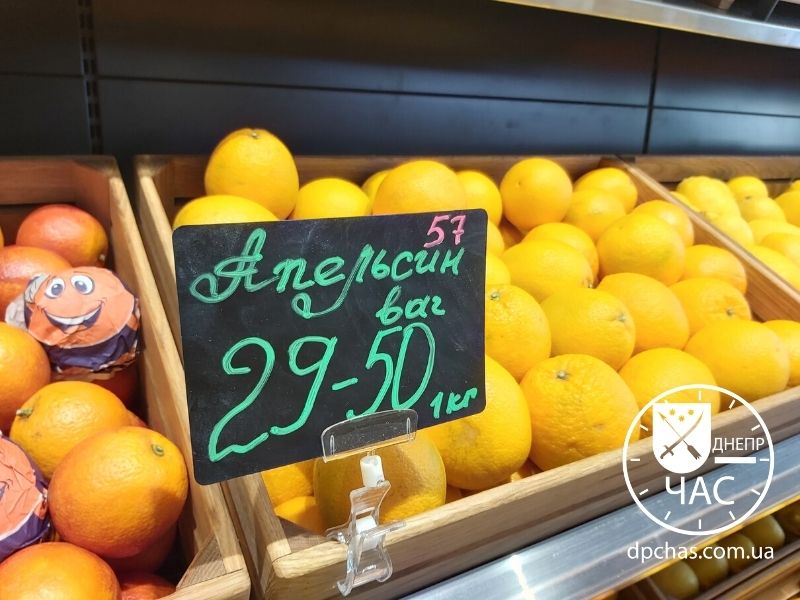 57
Апельсин
ваг
29-50
1кг
ДНЕПР
ЧАС
dpchas.com.ua